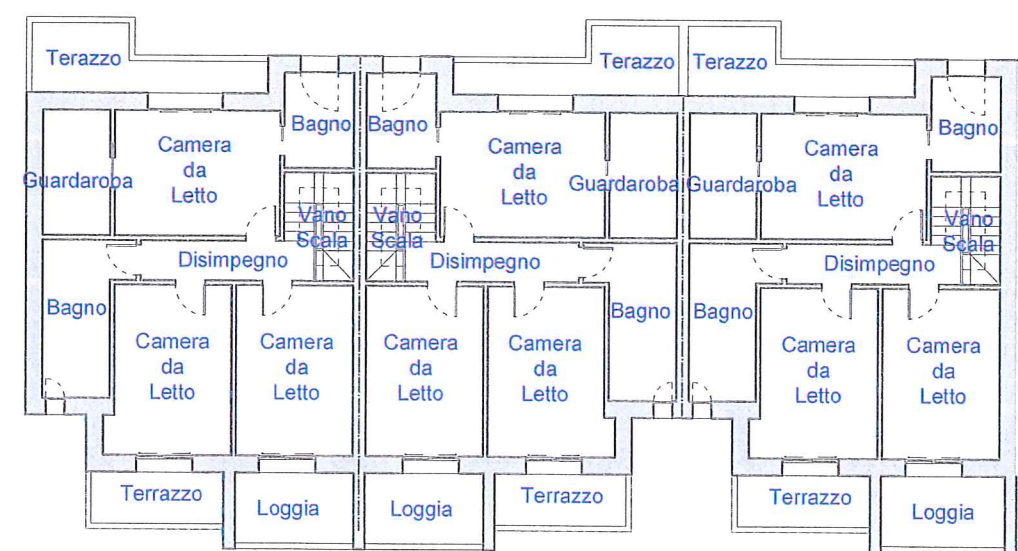 Terazzo
Terazzo
Terazzo
Bagno
Bagno
Bagno
Camera
da
Letto
Camera
da
Letto
Camera
da
Letto
Guardaroba
Guardaroba
Guardaroba
Vano
Scala
Vano
Scala
Vano
Scala
Disimpegno
Disimpegno
Disimpegno
Bagno
Bagno
Bagno
Camera
da
Letto
Camera
da
Letto
Camera
da
Letto
Camera
da
Letto
Camera
da
Letto
Camera
da
Letto
Terrazzo
Loggia
Loggia
Terrazzo
Terrazzo
Loggia